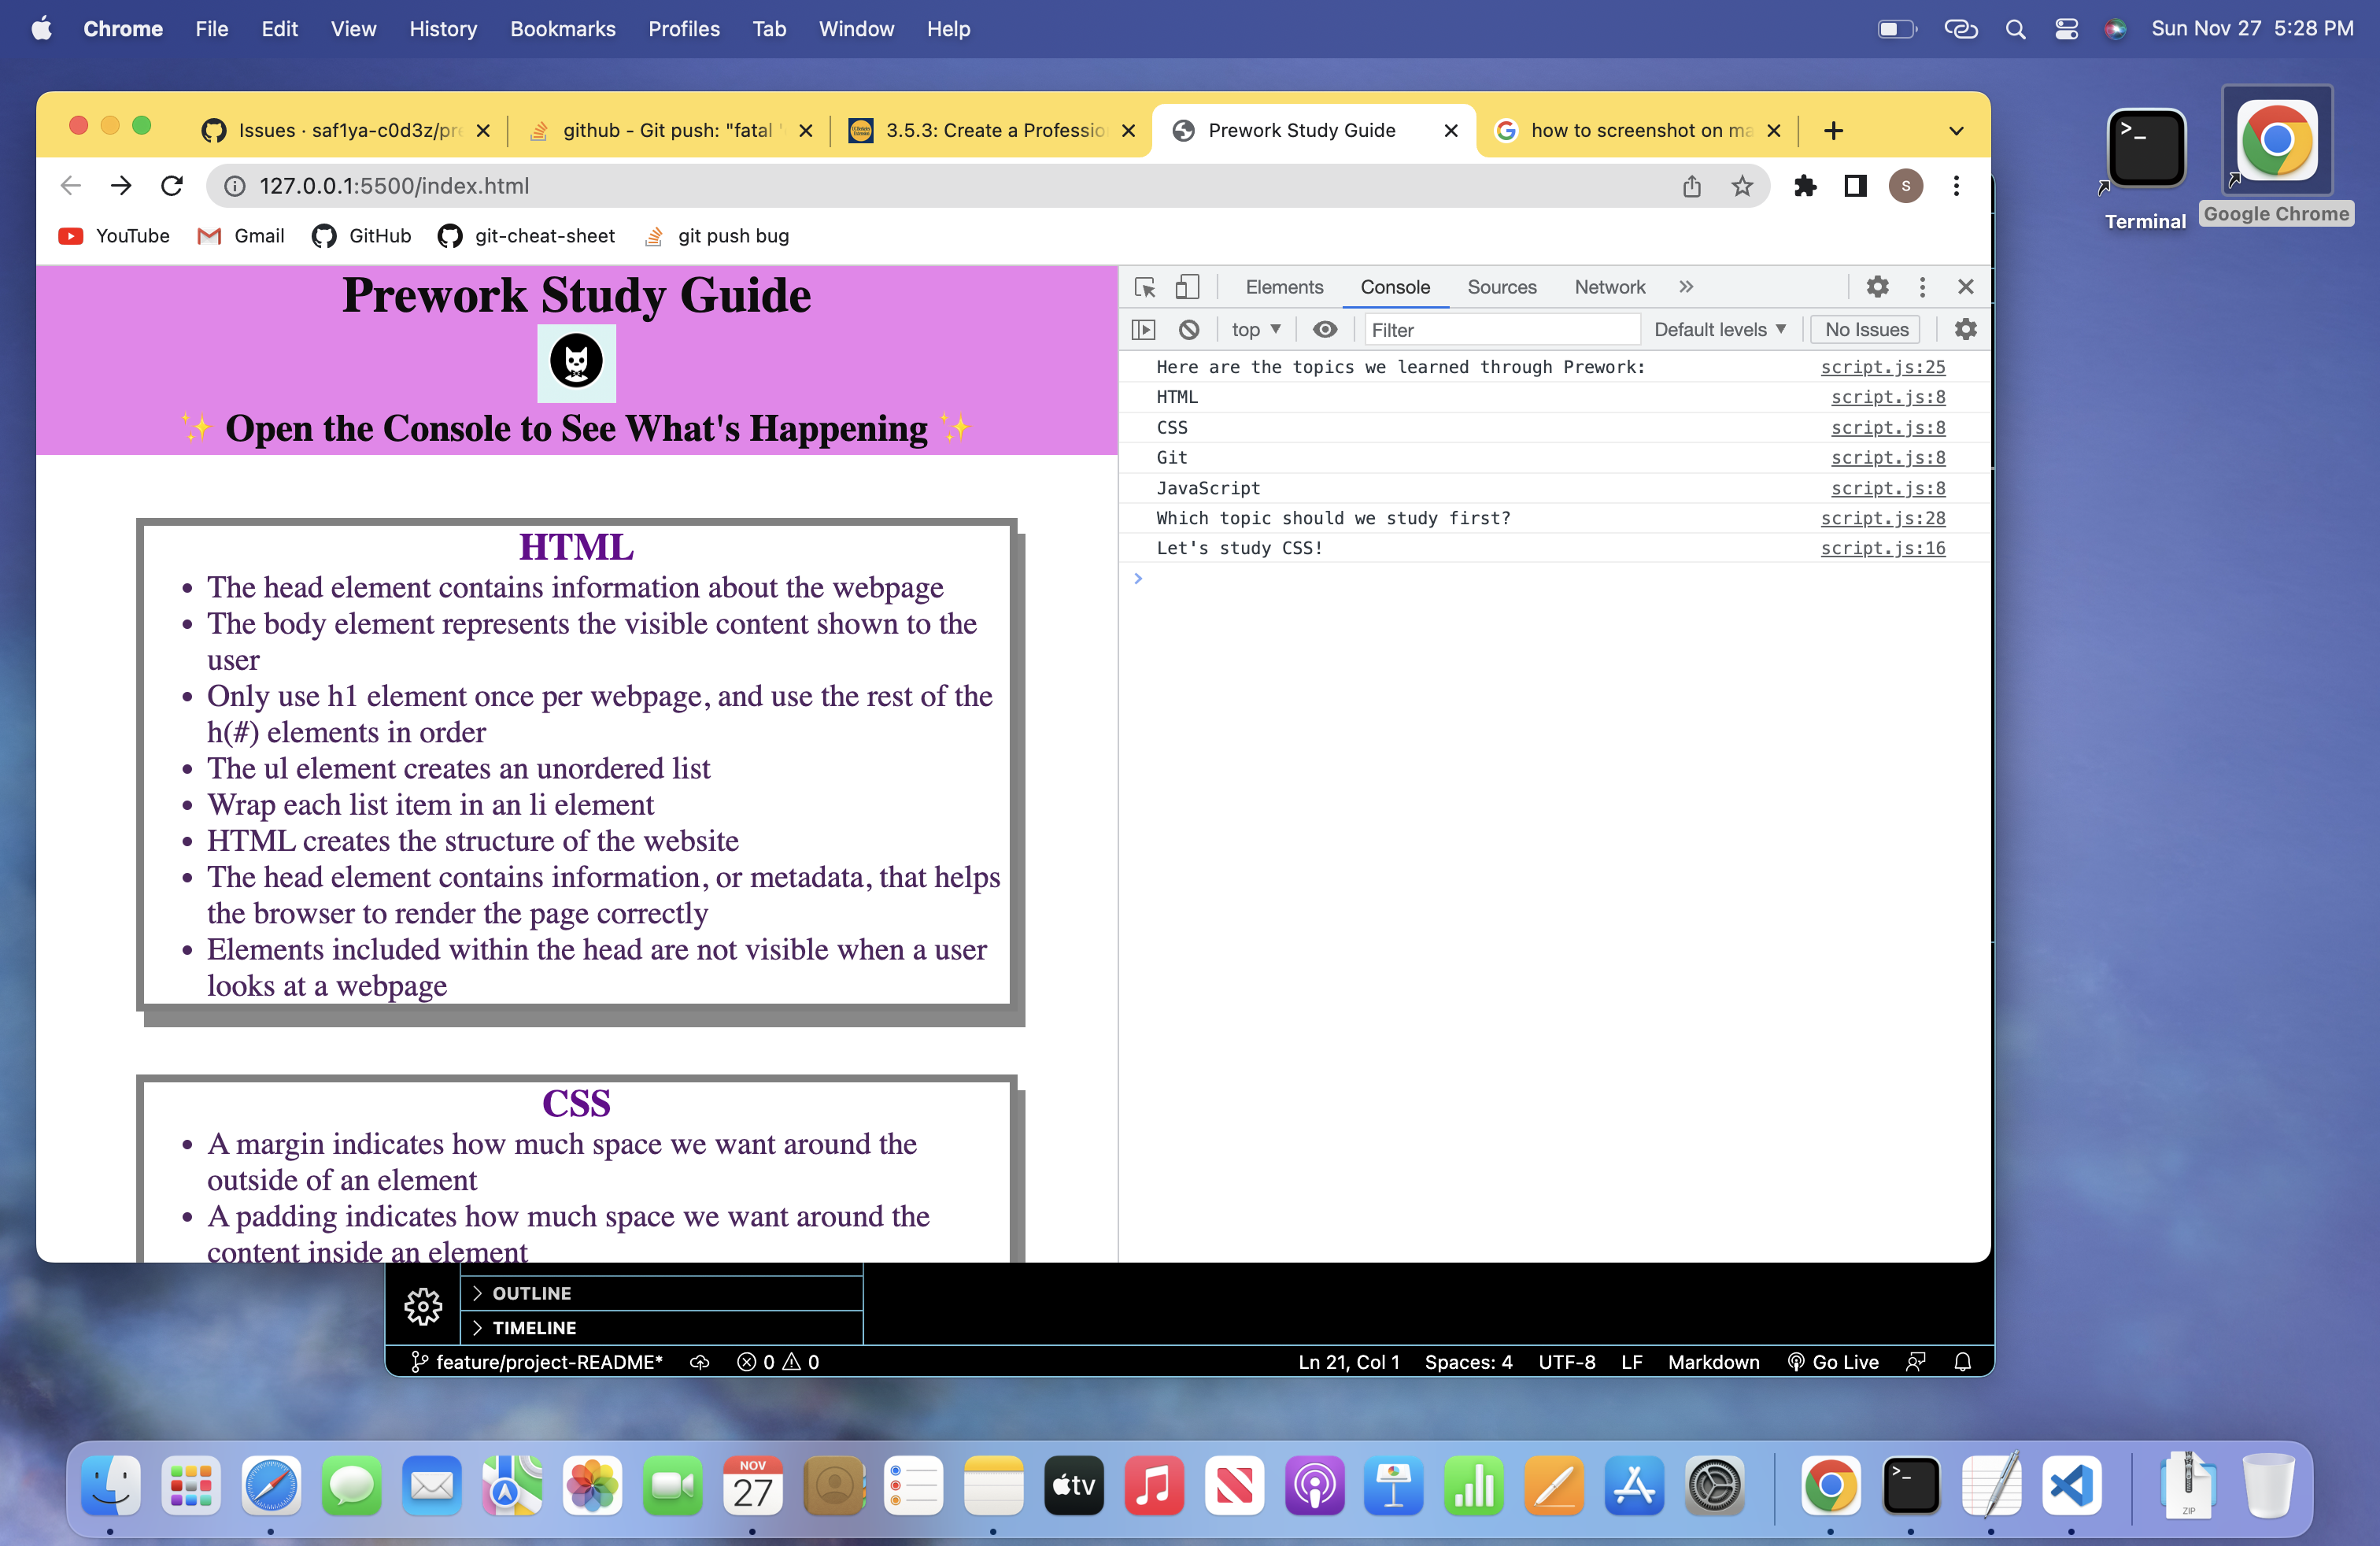 Chrome File Edit View History Bookmarks Profiles Tab Window Help Sun Nov 27 5:28 PM
Issues · saf1ya-c0d3z/pre github - Git push: "fatal 3.5.3: Create a Professio Prework Study Guide how to screenshot on ma
127.0.0.1:5500/index.html S
YouTube Gmail GitHub git-cheat-sheet git push bug
Terminal
Google Chrome
Prework Study Guide
✨ Open the Console to See What's Happening ✨
HTML
• The head element contains information about the webpage
• The body element represents the visible content shown to the
user
• Only use h1 element once per webpage, and use the rest of the
h(#) elements in order
• The ul element creates an unordered list
• Wrap each list item in an li element
• HTML creates the structure of the website
• The head element contains information, or metadata, that helps
the browser to render the page correctly
• Elements included within the head are not visible when a user
looks at a webpage
CSS
• A margin indicates how much space we want around the
outside of an element
• A padding indicates how much space we want around the
content inside an element
Elements Console Sources Network
top Filter Default levels No Issues
Here are the topics we learned through Prework: script.js:25
HTML script.js:8
CSS script.js:8
Git script.js:8
JavaScript script.js:8
Which topic should we study first? script.js:28
Let's study CSS! script.js:16
OUTLINE
TIMELINE
feature/project-README* 0 0 Ln 21, Col 1 Spaces: 4 UTF-8 LF Markdown Go Live
NOV
27
tv
ZIP